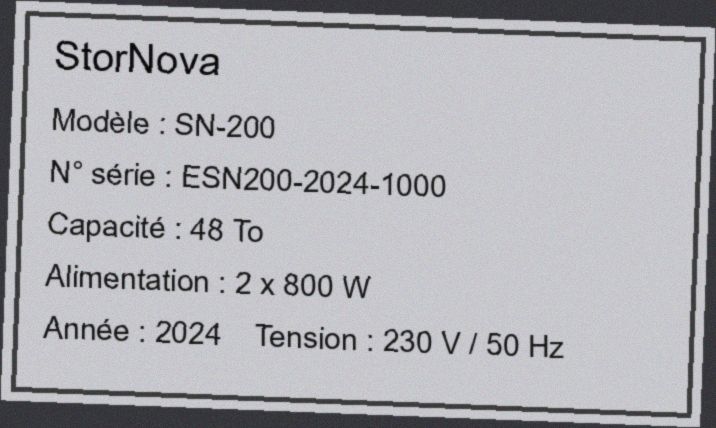 StorNova
Modèle : SN-200
N° série : ESN200-2024-1000
Capacité : 48 To
Alimentation : 2 x 800 W
Année : 2024 Tension : 230 V / 50 Hz